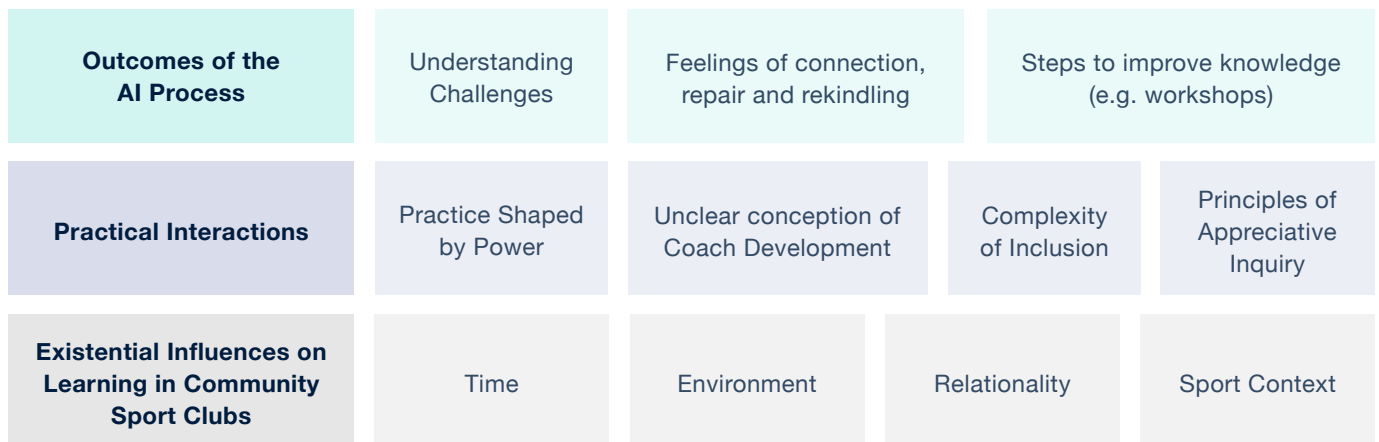 Outcomes of the
AI Process
Understanding
Challenges
Feelings of connection,
repair and rekindling
Steps to improve knowledge
(e.g. workshops)
Practical Interactions
Practice Shaped
by Power
Unclear conception of
Coach Development
Complexity
of Inclusion
Principles of
Appreciative
Inquiry
Existential Influences on
Learning in Community
Sport Clubs
Time
Environment
Relationality
Sport Context